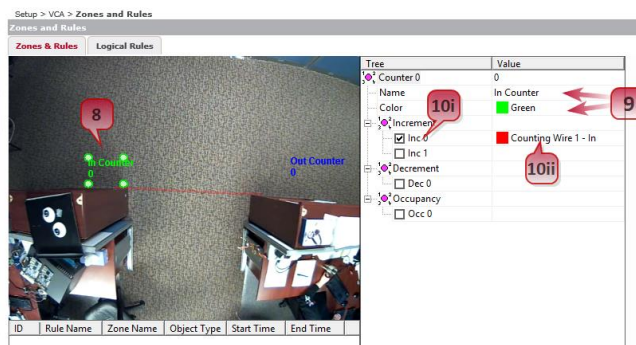 Setup > VCA > Zones and Rules
Zones and Rules
Zones & Rules Logical Rules
Tree Value
Counter 0 0
Name In Counter
Color Green
Increment
Inc 0 Counting Wire 1 - In
Inc 1
Decrement
Dec 0
Occupancy
Occ 0
8
In Counter
0
Out Counter
0
9
10i
10ii
ID Rule Name Zone Name Object Type Start Time End Time